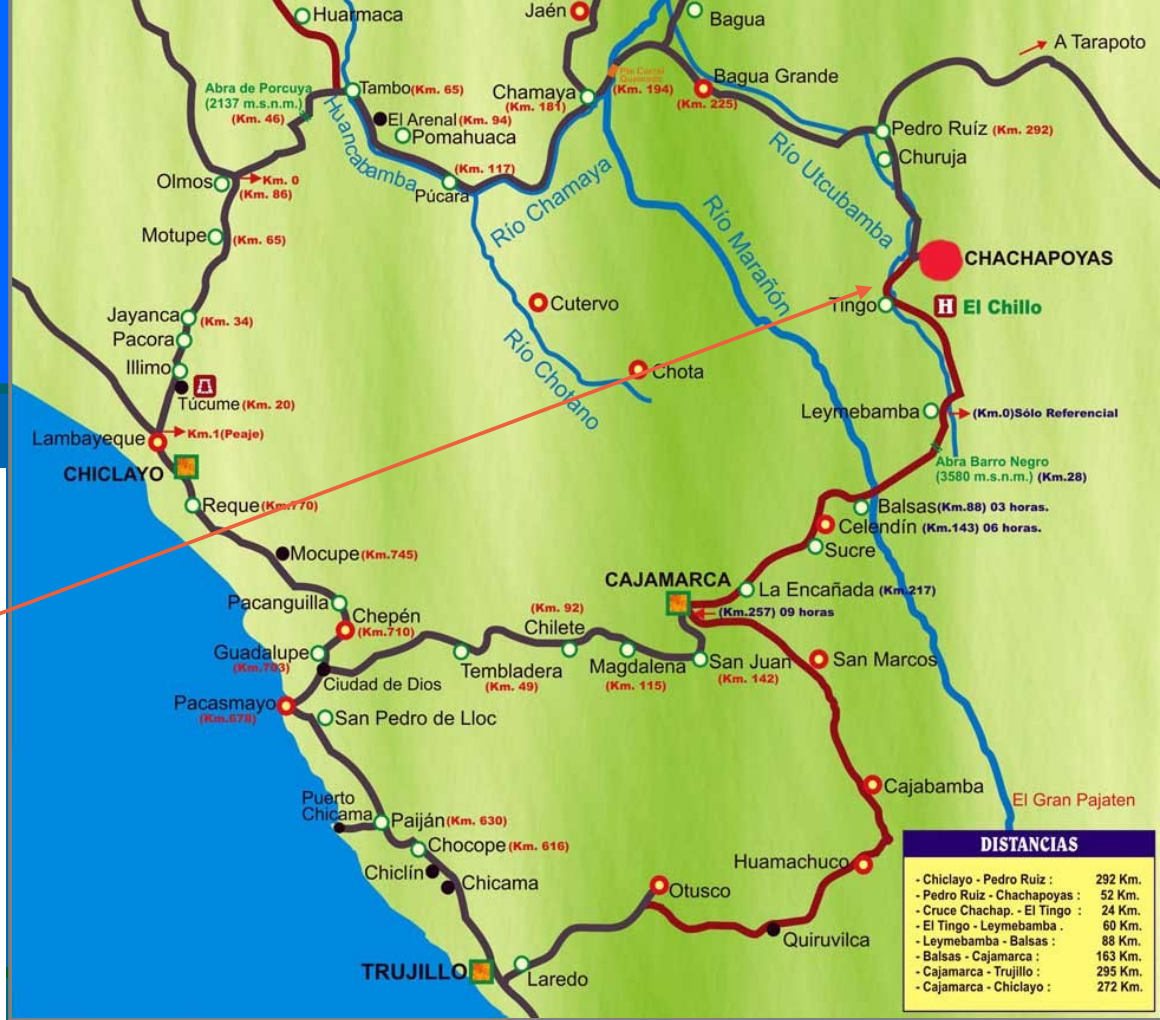 Huarmaca
Jaén
Bagua
A Tarapoto
Abra de Porcuya
(2137 m.s.n.m.)
(Km. 46)
Tambo (Km. 65)
Chamaya
(Km. 181)
Pte Corral
Quemado
(Km. 194)
Bagua Grande
(Km. 225)
El Arenal (Km. 94)
Pomahuaca
Huancabamba
Pedro Ruíz (Km. 292)
Churuja
Río Utcubamba
Olmos
Km. 0
(Km. 86)
(Km. 117)
Púcara
Río Chamaya
Río Marañón
Motupe (Km. 65)
CHACHAPOYAS
Cutervo
Tingo
H El Chillo
Jayanca (Km. 34)
Pacora
Illimo
Río Chotano
Chota
Túcume (Km. 20)
Leymebamba (Km.0)Sólo Referencial
Lambayeque Km.1(Peaje)
CHICLAYO
Abra Barro Negro
(3580 m.s.n.m.) (Km.28)
Reque (Km.770)
Balsas(Km.88) 03 horas.
Celendín (Km.143) 06 horas.
Mocupe (Km.745)
Sucre
CAJAMARCA
La Encañada (Km.217)
Pacanguilla
Chepén
(Km.710)
(Km. 92)
Chilete
(Km.257) 09 horas
Guadalupe
(Km.703)
Ciudad de Dios
Tembladera
(Km. 49)
Magdalena
(Km. 115)
San Juan
(Km. 142)
San Marcos
Pacasmayo
(Km.678)
San Pedro de Lloc
Cajabamba
El Gran Pajaten
Puerto
Chicama
Paiján (Km. 630)
Chocope (Km. 616)
Chiclín
Chicama
Huamachuco
Otusco
Quiruvilca
TRUJILLO
Laredo
DISTANCIAS
- Chiclayo - Pedro Ruiz : 292 Km.
- Pedro Ruiz - Chachapoyas : 52 Km.
- Cruce Chachap. - El Tingo : 24 Km.
- El Tingo - Leymebamba . 60 Km.
- Leymebamba - Balsas : 88 Km.
- Balsas - Cajamarca : 163 Km.
- Cajamarca - Trujillo : 295 Km.
- Cajamarca - Chiclayo : 272 Km.